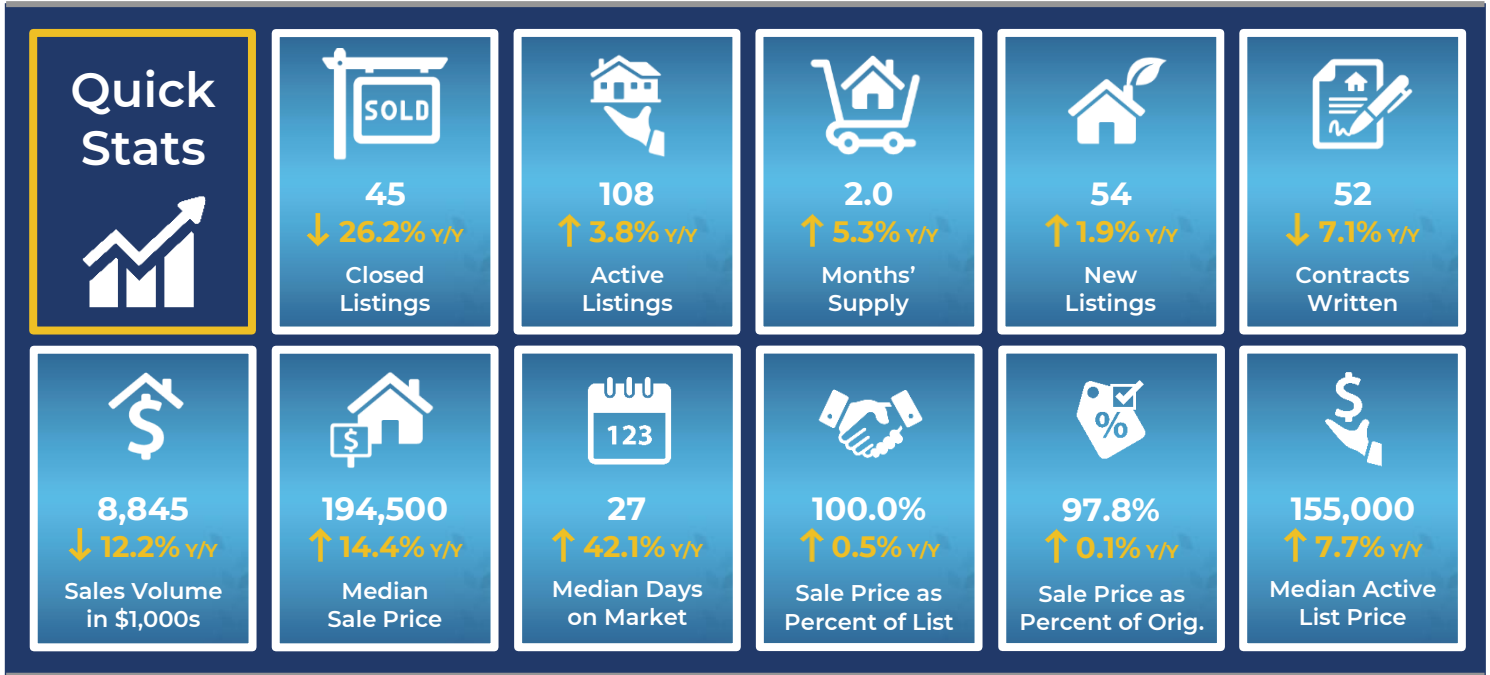 Quick
Stats
SOLD
45
↓ 26.2% Y/Y
Closed
Listings
108
↑ 3.8% Y/Y
Active
Listings
2.0
↑ 5.3% Y/Y
Months’
Supply
54
↑ 1.9% Y/Y
New
Listings
52
↓ 7.1% Y/Y
Contracts
Written
$
8,845
↓ 12.2% Y/Y
Sales Volume
in $1,000s
$
194,500
↑ 14.4% Y/Y
Median
Sale Price
123
27
↑ 42.1% Y/Y
Median Days
on Market
100.0%
↑ 0.5% Y/Y
Sale Price as
Percent of List
%
97.8%
↑ 0.1% Y/Y
Sale Price as
Percent of Orig.
$
155,000
↑ 7.7% Y/Y
Median Active
List Price